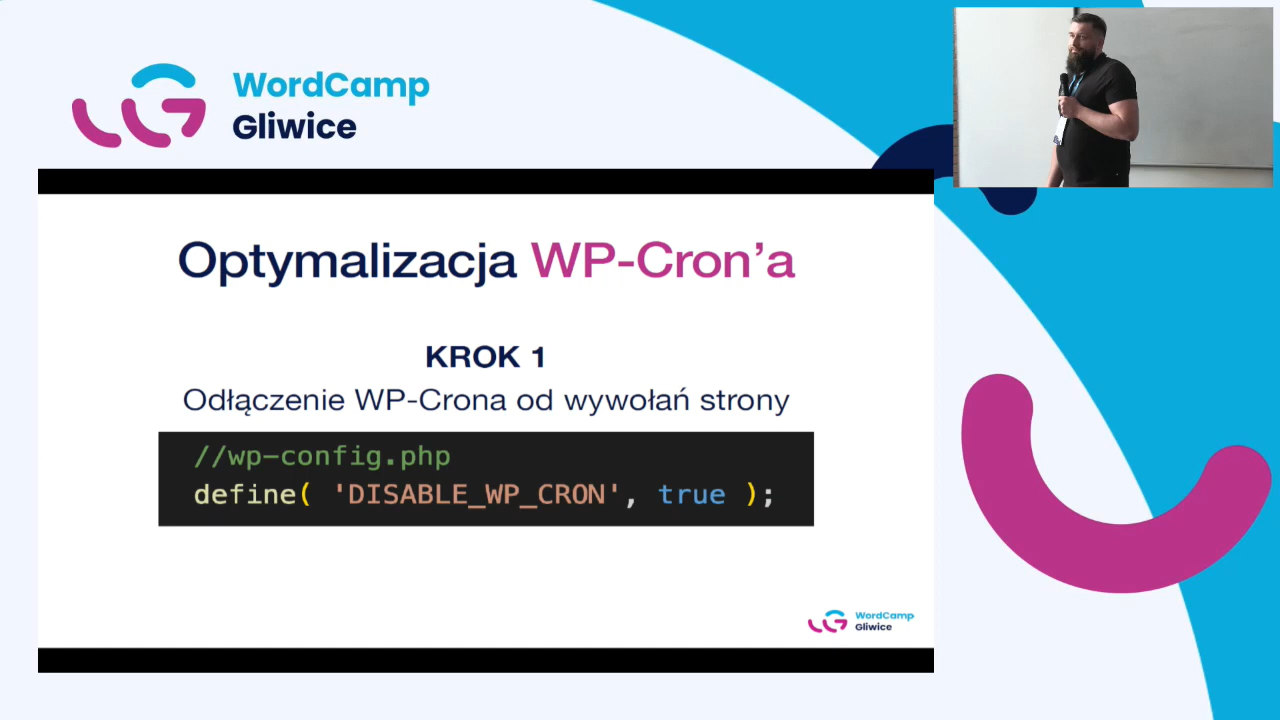 WordCamp
Gliwice
Optymalizacja WP-Cron’a
KROK 1
Odłączenie WP-Crona od wywołań strony
//wp-config.php
define( 'DISABLE_WP_CRON', true );
WordCamp
Gliwice